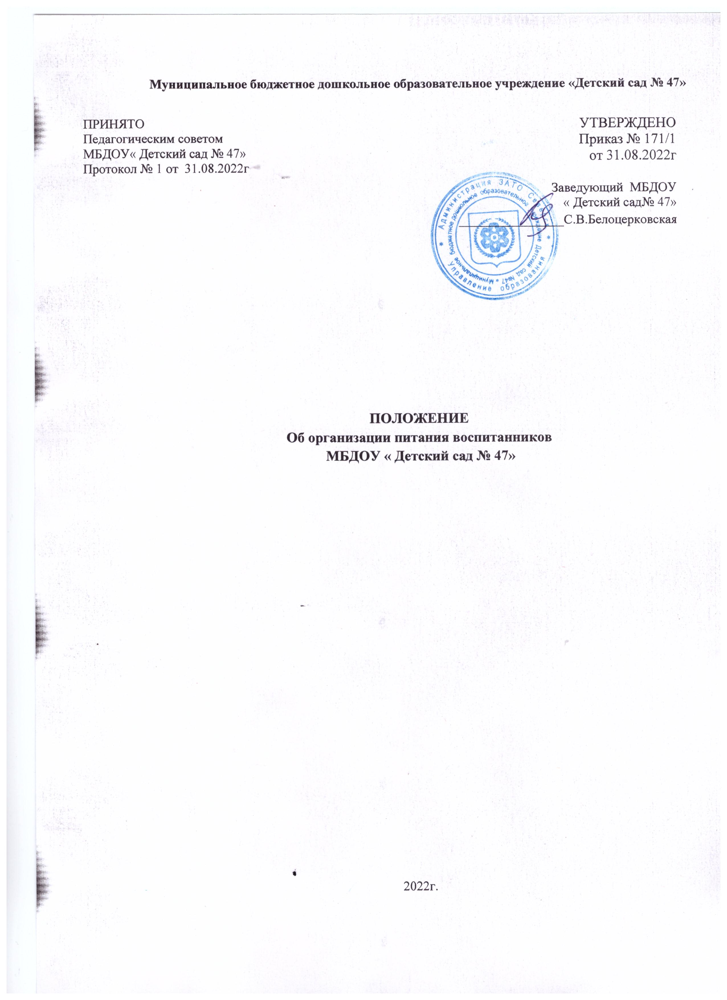 Муниципальное бюджетное дошкольное образовательное учреждение «Детский сад № 47»
ПРИНЯТО
Педагогическим советом
МБДОУ« Детский сад № 47»
Протокол № 1 от 31.08.2022г
УТВЕРЖДЕНО
Приказ № 171/1
от 31.08.2022г
Заведующий МБДОУ
« Детский сад№ 47»
С.В.Белоцерковская
* Администрация ЗАТО Северск * Управление образования
* Муниципальное бюджетное дошкольное образовательное учреждение Детский сад №47
ПОЛОЖЕНИЕ
Об организации питания воспитанников
МБДОУ « Детский сад № 47»
2022г.